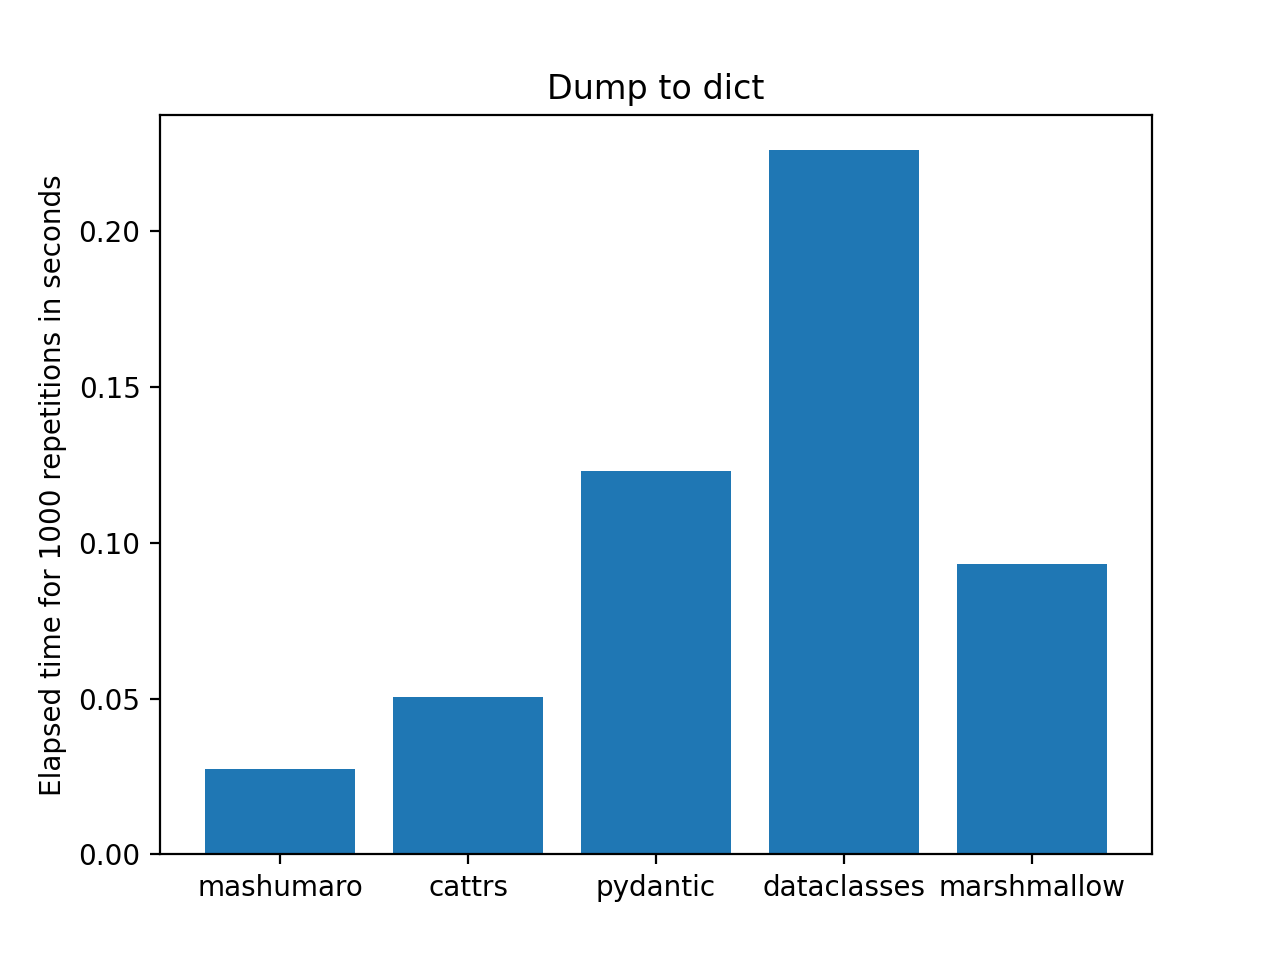 Dump to dict
Elapsed time for 1000 repetitions in seconds
0.20
0.15
0.10
0.05
0.00
mashumaro cattrs pydantic dataclasses marshmallow